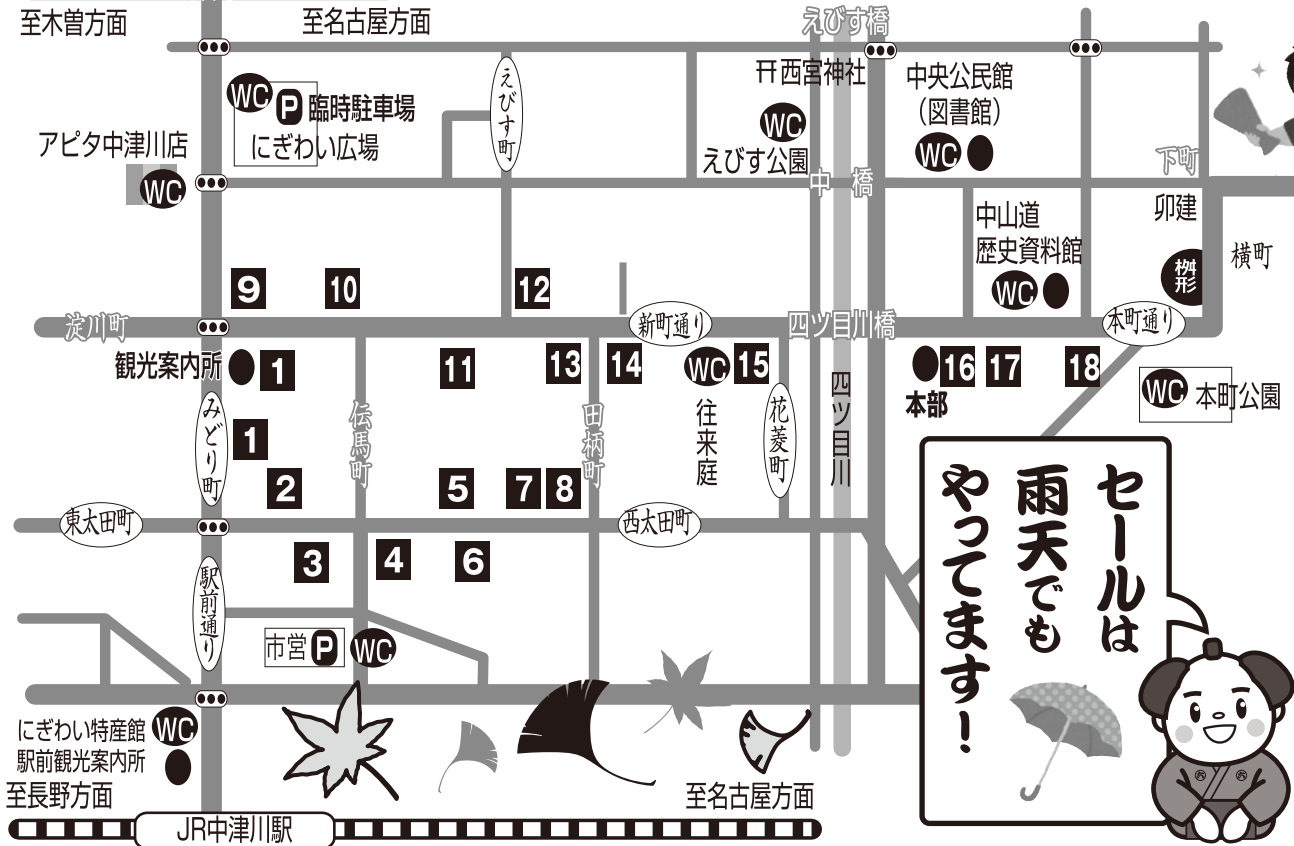 至木曽方面
至名古屋方面
えびす橋
WC
P 臨時駐車場
にぎわい広場
えびす町
开西宮神社
WC
えびす公園
中央公民館
（図書館）
WC
アピタ中津川店
WC
中橋
下町
中山道
歴史資料館
WC
卯建
桝形
横町
9
10
12
淀川町
新町通り
四ツ目川橋
本町通り
観光案内所
1
11
13
14
WC
往来庭
15
本部
16
17
18
WC 本町公園
みどり町
1
2
伝馬町
5
7
8
田柄町
花菱町
四ツ目川
東太田町
西太田町
3
4
6
駅前通り
市営 P WC
にぎわい特産館
WC
駅前観光案内所
至長野方面
至名古屋方面
JR中津川駅
セールは
雨天でも
やってます！